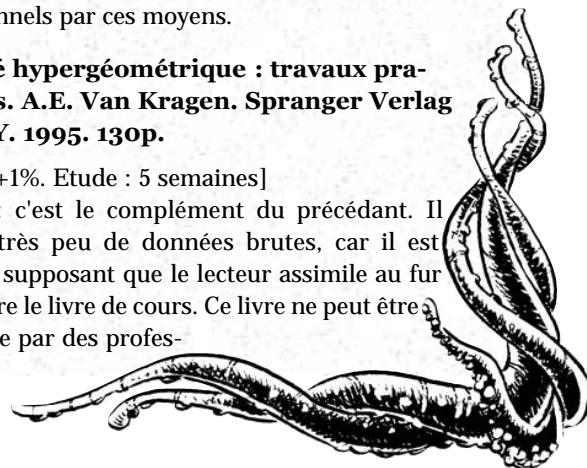 nnels par ces moyens.
é hypergéométrique : travaux pra-
s. A.E. Van Kragen. Spranger Verlag
Y. 1995. 130p.
+1%. Etude : 5 semaines]
c'est le complément du précédant. Il
très peu de données brutes, car il est
supposant que le lecteur assimile au fur
re le livre de cours. Ce livre ne peut être
e par des profes-